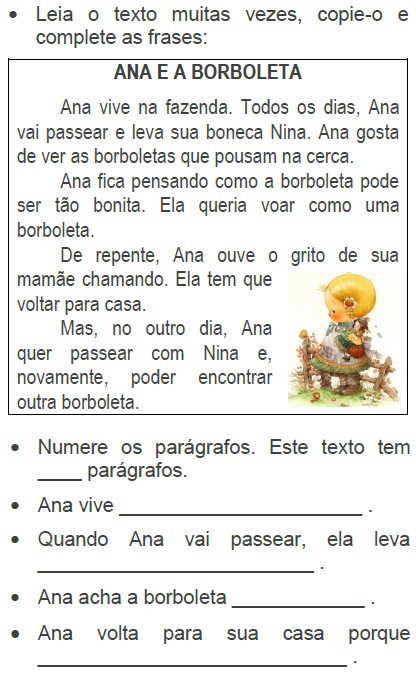 • Leia o texto muitas vezes, copie-o e
complete as frases:
ANA E A BORBOLETA
Ana vive na fazenda. Todos os dias, Ana
vai passear e leva sua boneca Nina. Ana gosta
de ver as borboletas que pousam na cerca.
Ana fica pensando como a borboleta pode
ser tão bonita. Ela queria voar como uma
borboleta.
De repente, Ana ouve o grito de sua
mamãe chamando. Ela tem que
voltar para casa.
Mas, no outro dia, Ana
quer passear com Nina e,
novamente, poder encontrar
outra borboleta.
• Numere os parágrafos. Este texto tem
____ parágrafos.
• Ana vive ______________________ .
• Quando Ana vai passear, ela leva
_________________________ .
• Ana acha a borboleta ____________ .
• Ana volta para sua casa porque
____________________________ .